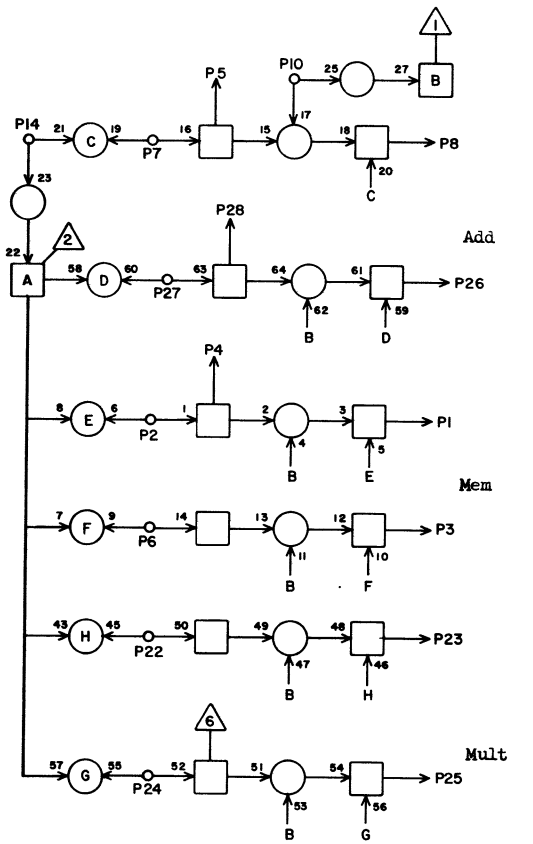 1
P10 25 27 B
P5
17
P14 21 C 19 P7 16 15 18 P8
20
C
23
Add
22 A 2
P28
58 D 60 P27 63 64 61 P26
62 59
B D
P4
8 E 6 P2 1 2 3 P1
4 5
B E
Mem
7 F 9 P6 14 13 12 P3
11 10
B F
43 H 45 P22 50 49 48 P23
47 46
B H
6
Mult
57 G 55 P24 52 51 54 P25
53 56
B G